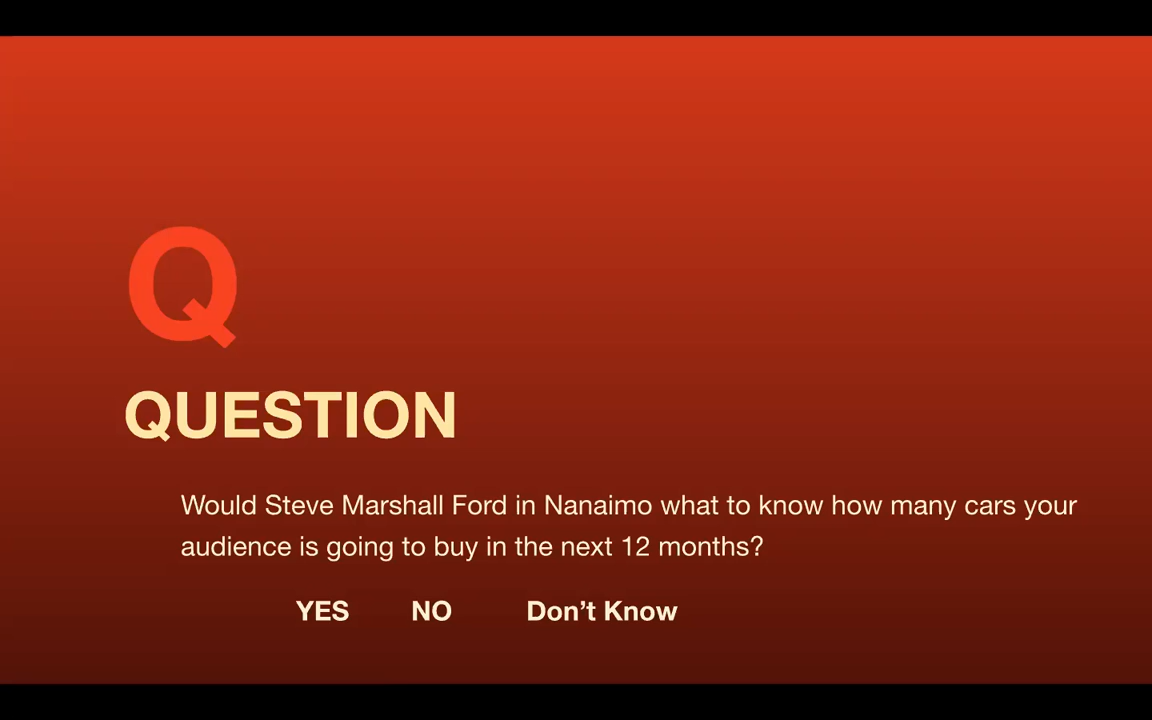 Q
QUESTION
Would Steve Marshall Ford in Nanaimo what to know how many cars your
audience is going to buy in the next 12 months?
YES NO Don’t Know